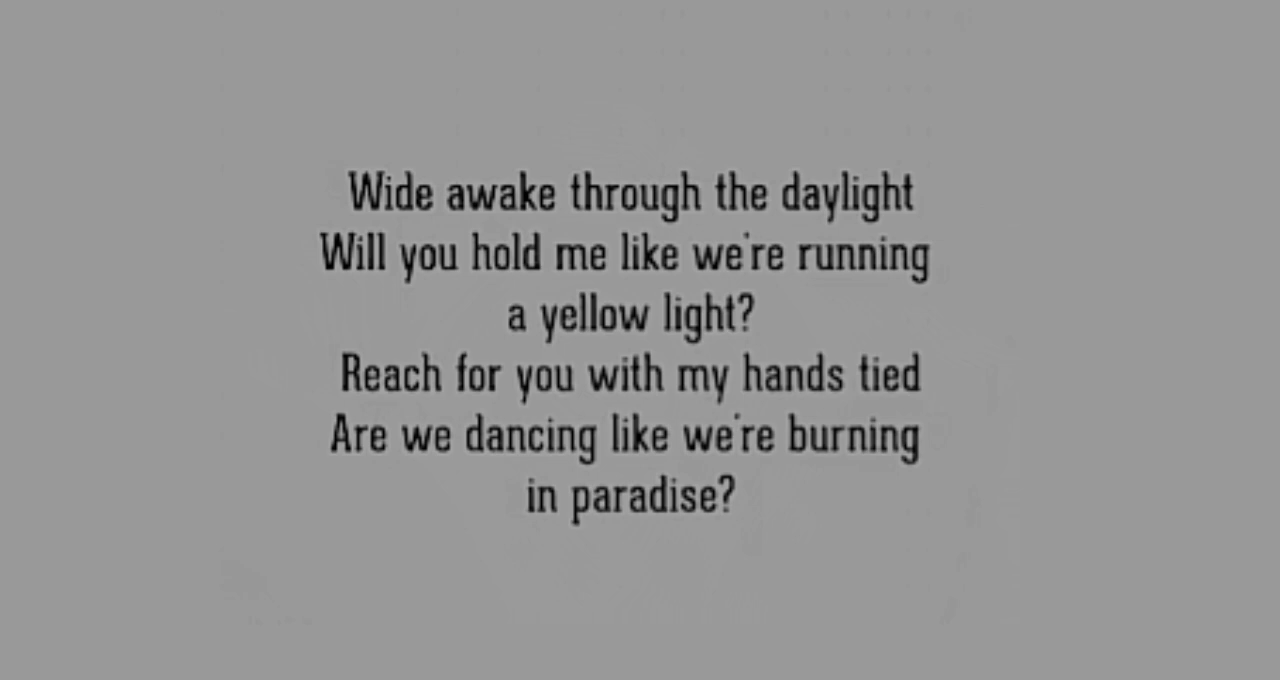 Wide awake through the daylight
Will you hold me like we're running
a yellow light?
Reach for you with my hands tied
Are we dancing like we're burning
in paradise?